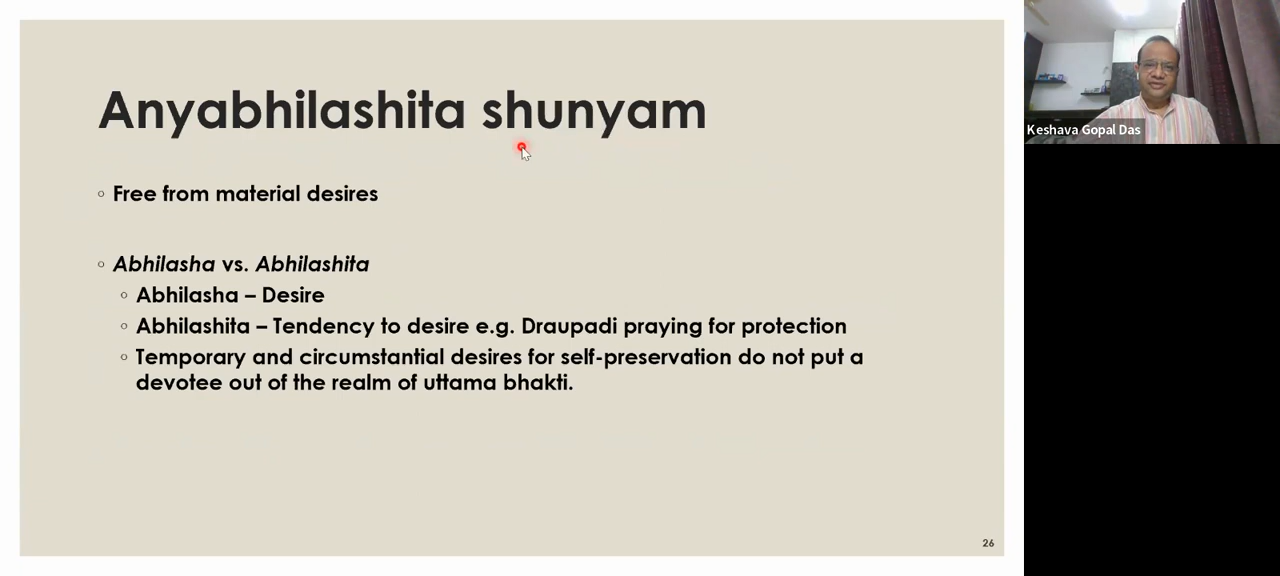 Anyabhilashita shunyam
◦ Free from material desires
◦ Abhilasha vs. Abhilashita
◦ Abhilasha – Desire
◦ Abhilashita – Tendency to desire e.g. Draupadi praying for protection
◦ Temporary and circumstantial desires for self-preservation do not put a
devotee out of the realm of uttama bhakti.
26
Keshava Gopal Das